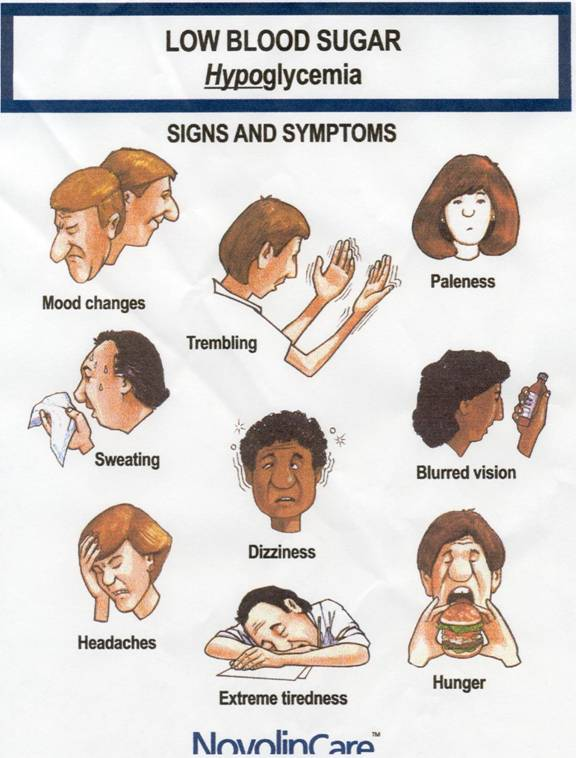 LOW BLOOD SUGAR
Hypoglycemia
SIGNS AND SYMPTOMS
Mood changes
Trembling
Paleness
Sweating
Blurred vision
Dizziness
Headaches
Extreme tiredness
Hunger
NovolinCare™